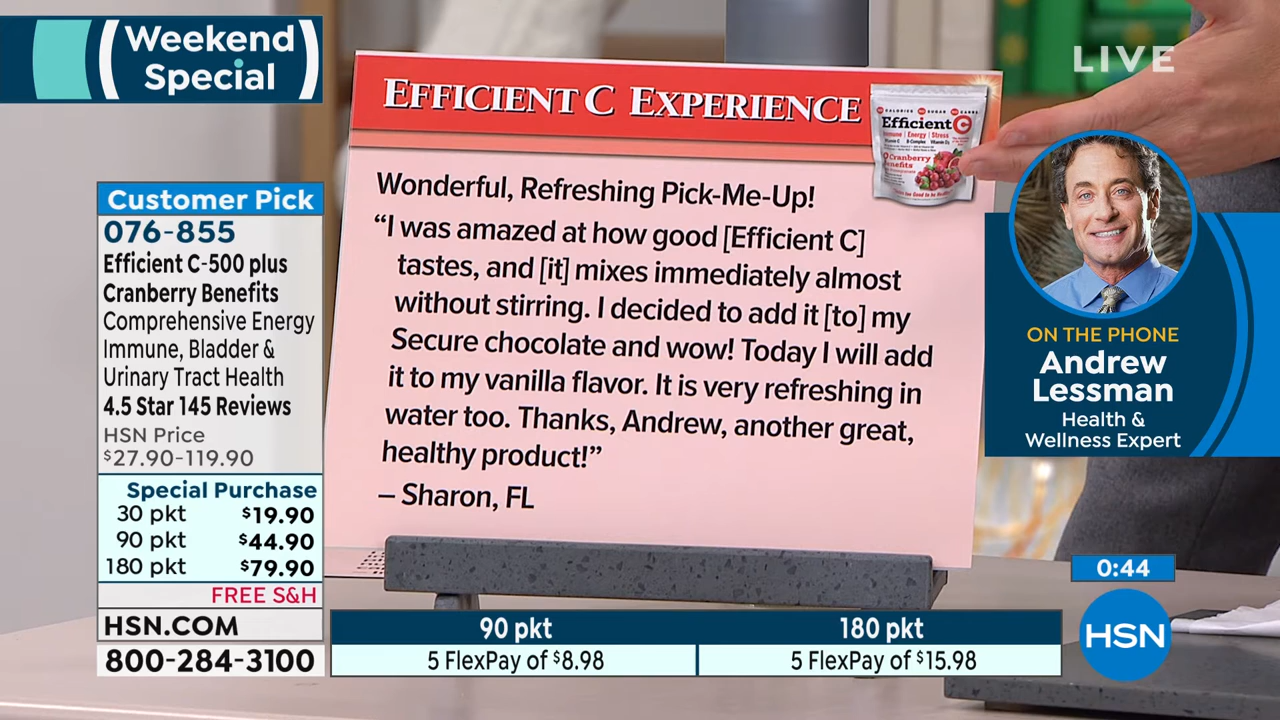 (Weekend
Special)
LIVE
EFFICIENT C EXPERIENCE
EfficientC
Immune | Energy | Stress
Cranberry
Benefits
Wonderful, Refreshing Pick-Me-Up!
“I was amazed at how good [Efficient C]
tastes, and [it] mixes immediately almost
without stirring. I decided to add it [to] my
Secure chocolate and wow! Today I will add
it to my vanilla flavor. It is very refreshing in
water too. Thanks, Andrew, another great,
healthy product!”
– Sharon, FL
Customer Pick
076-855
Efficient C-500 plus
Cranberry Benefits
Comprehensive Energy
Immune, Bladder &
Urinary Tract Health
4.5 Star 145 Reviews
HSN Price
$27.90-119.90
Special Purchase
30 pkt $19.90
90 pkt $44.90
180 pkt $79.90
FREE S&H
HSN.COM
800-284-3100
90 pkt
5 FlexPay of $8.98
180 pkt
5 FlexPay of $15.98
ON THE PHONE
Andrew
Lessman
Health &
Wellness Expert
0:44
HSN